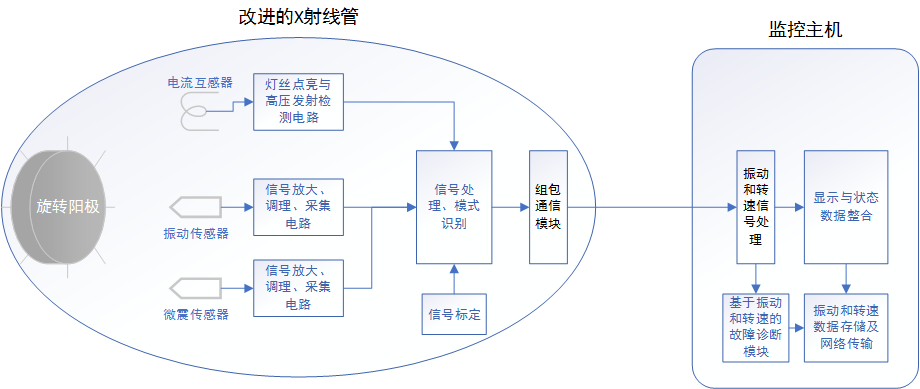 改进的X射线管
监控主机
电流互感器
灯丝点亮与
高压发射检
测电路
旋转阳极
振动传感器
信号放大、
调理、采集
电路
微震传感器
信号放大、
调理、采集
电路
信号处
理、模式
识别
信号标定
组包
通信
模块
振动
和转
速信
号处
理
显示与状态
数据整合
基于振动
和转速的
故障诊断
模块
振动和转速
数据存储及
网络传输